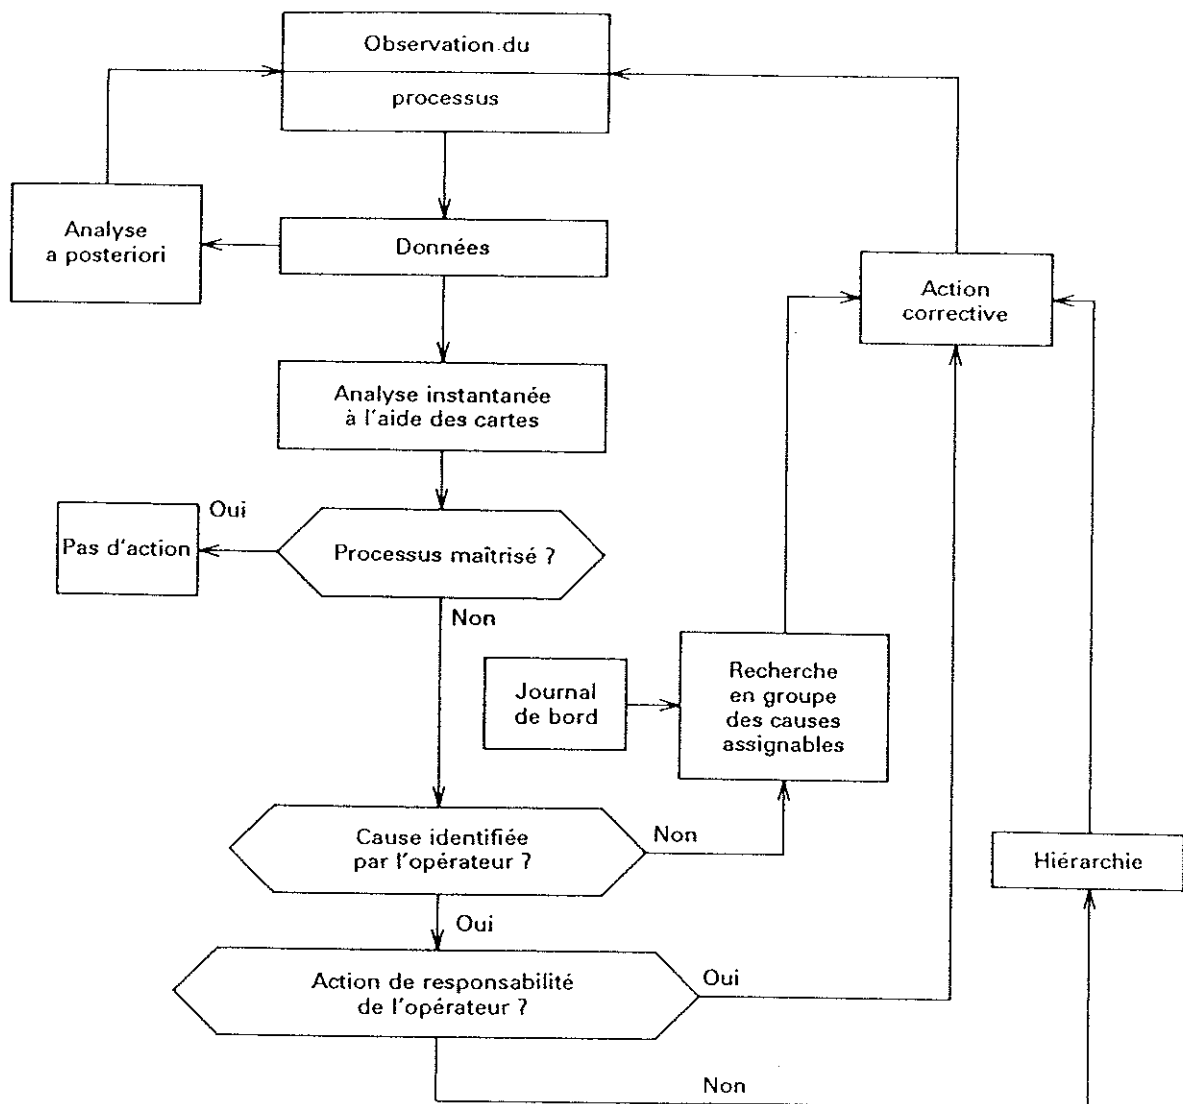 Observation du
processus
Analyse
a posteriori
Données
Action
corrective
Analyse instantanée
à l'aide des cartes
Oui
Pas d'action
Processus maîtrisé ?
Non
Journal
de bord
Recherche
en groupe
des causes
assignables
Cause identifiée
par l'opérateur ?
Non
Hiérarchie
Oui
Action de responsabilité
de l'opérateur ?
Oui
Non